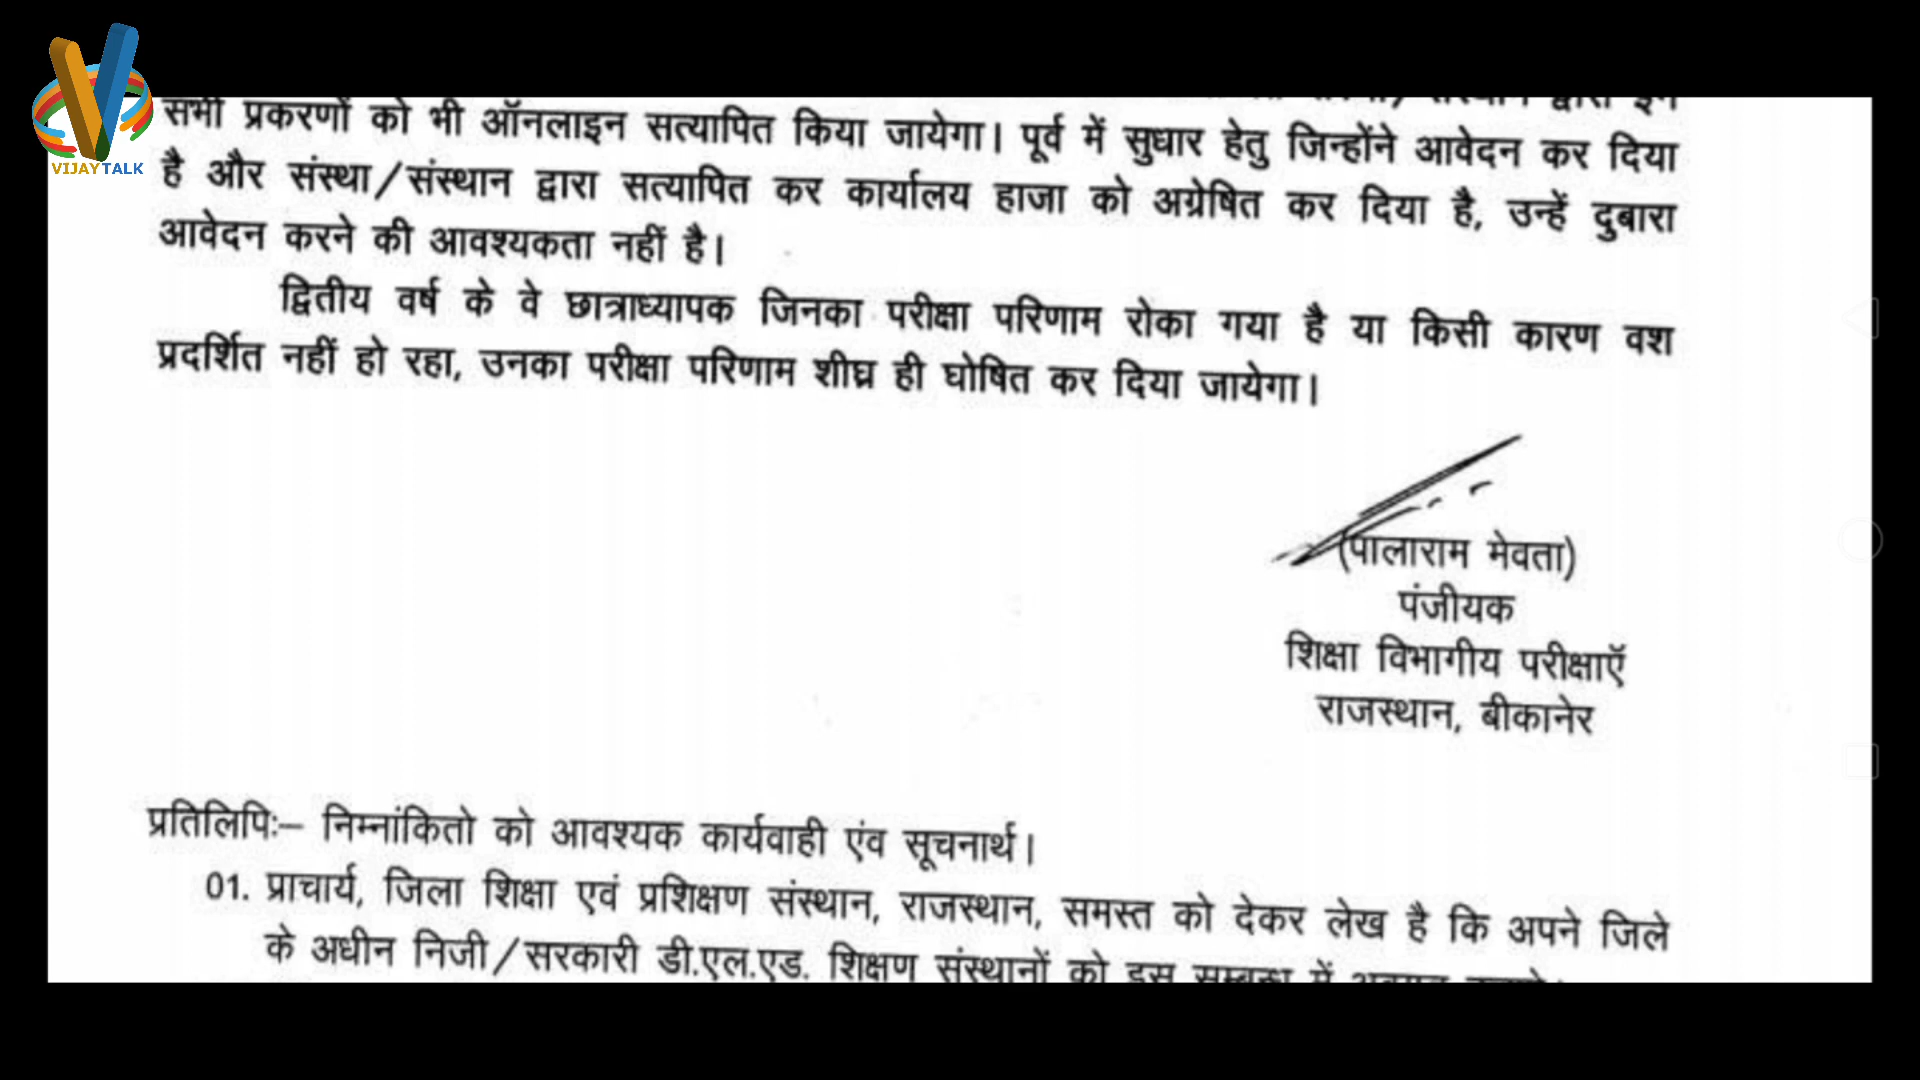 VIJAYTALK
सभी प्रकरणों को भी ऑनलाइन सत्यापित किया जायेगा। पूर्व में सुधार हेतु जिन्होंने आवेदन कर दिया
है और संस्था/संस्थान द्वारा सत्यापित कर कार्यालय हाजा को अग्रेषित कर दिया है, उन्हें दुबारा
आवेदन करने की आवश्यकता नहीं है।
द्वितीय वर्ष के वे छात्राध्यापक जिनका परीक्षा परिणाम रोका गया है या किसी कारण वश
प्रदर्शित नहीं हो रहा, उनका परीक्षा परिणाम शीघ्र ही घोषित कर दिया जायेगा।
(पालाराम मेवता)
पंजीयक
शिक्षा विभागीय परीक्षाऍ
राजस्थान, बीकानेर
प्रतिलिपिः– निम्नांकितो को आवश्यक कार्यवाही एंव सूचनार्थ।
01. प्राचार्य, जिला शिक्षा एवं प्रशिक्षण संस्थान, राजस्थान, समस्त को देकर लेख है कि अपने जिले
के अधीन निजी/सरकारी डी.एल.एड. शिक्षण संस्थानों को इस सम्बन्ध में